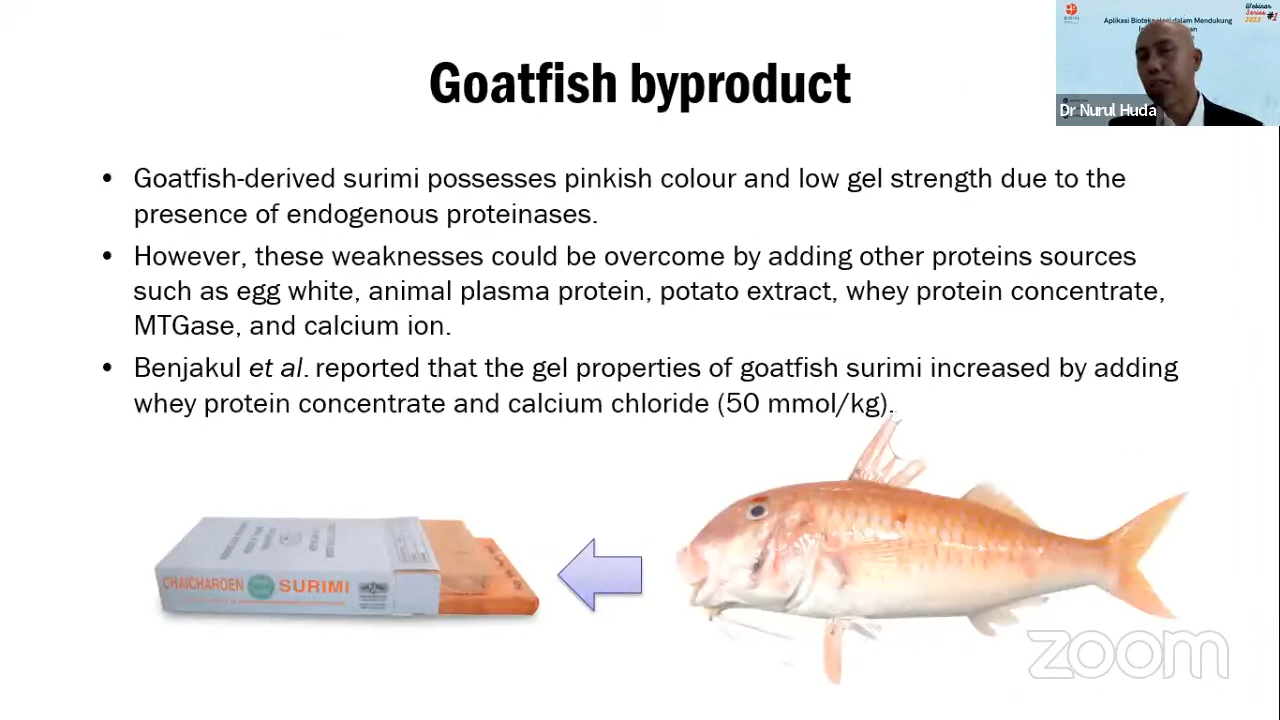 Goatfish byproduct
BRIN
Aplikasi Bioteknologi dalam Mendukung
Webinar
Series
2023 #1
Dr Nurul Huda
• Goatfish-derived surimi possesses pinkish colour and low gel strength due to the
presence of endogenous proteinases.
• However, these weaknesses could be overcome by adding other proteins sources
such as egg white, animal plasma protein, potato extract, whey protein concentrate,
MTGase, and calcium ion.
• Benjakul et al. reported that the gel properties of goatfish surimi increased by adding
whey protein concentrate and calcium chloride (50 mmol/kg).
CHAICHAROEN SURIMI
zoom